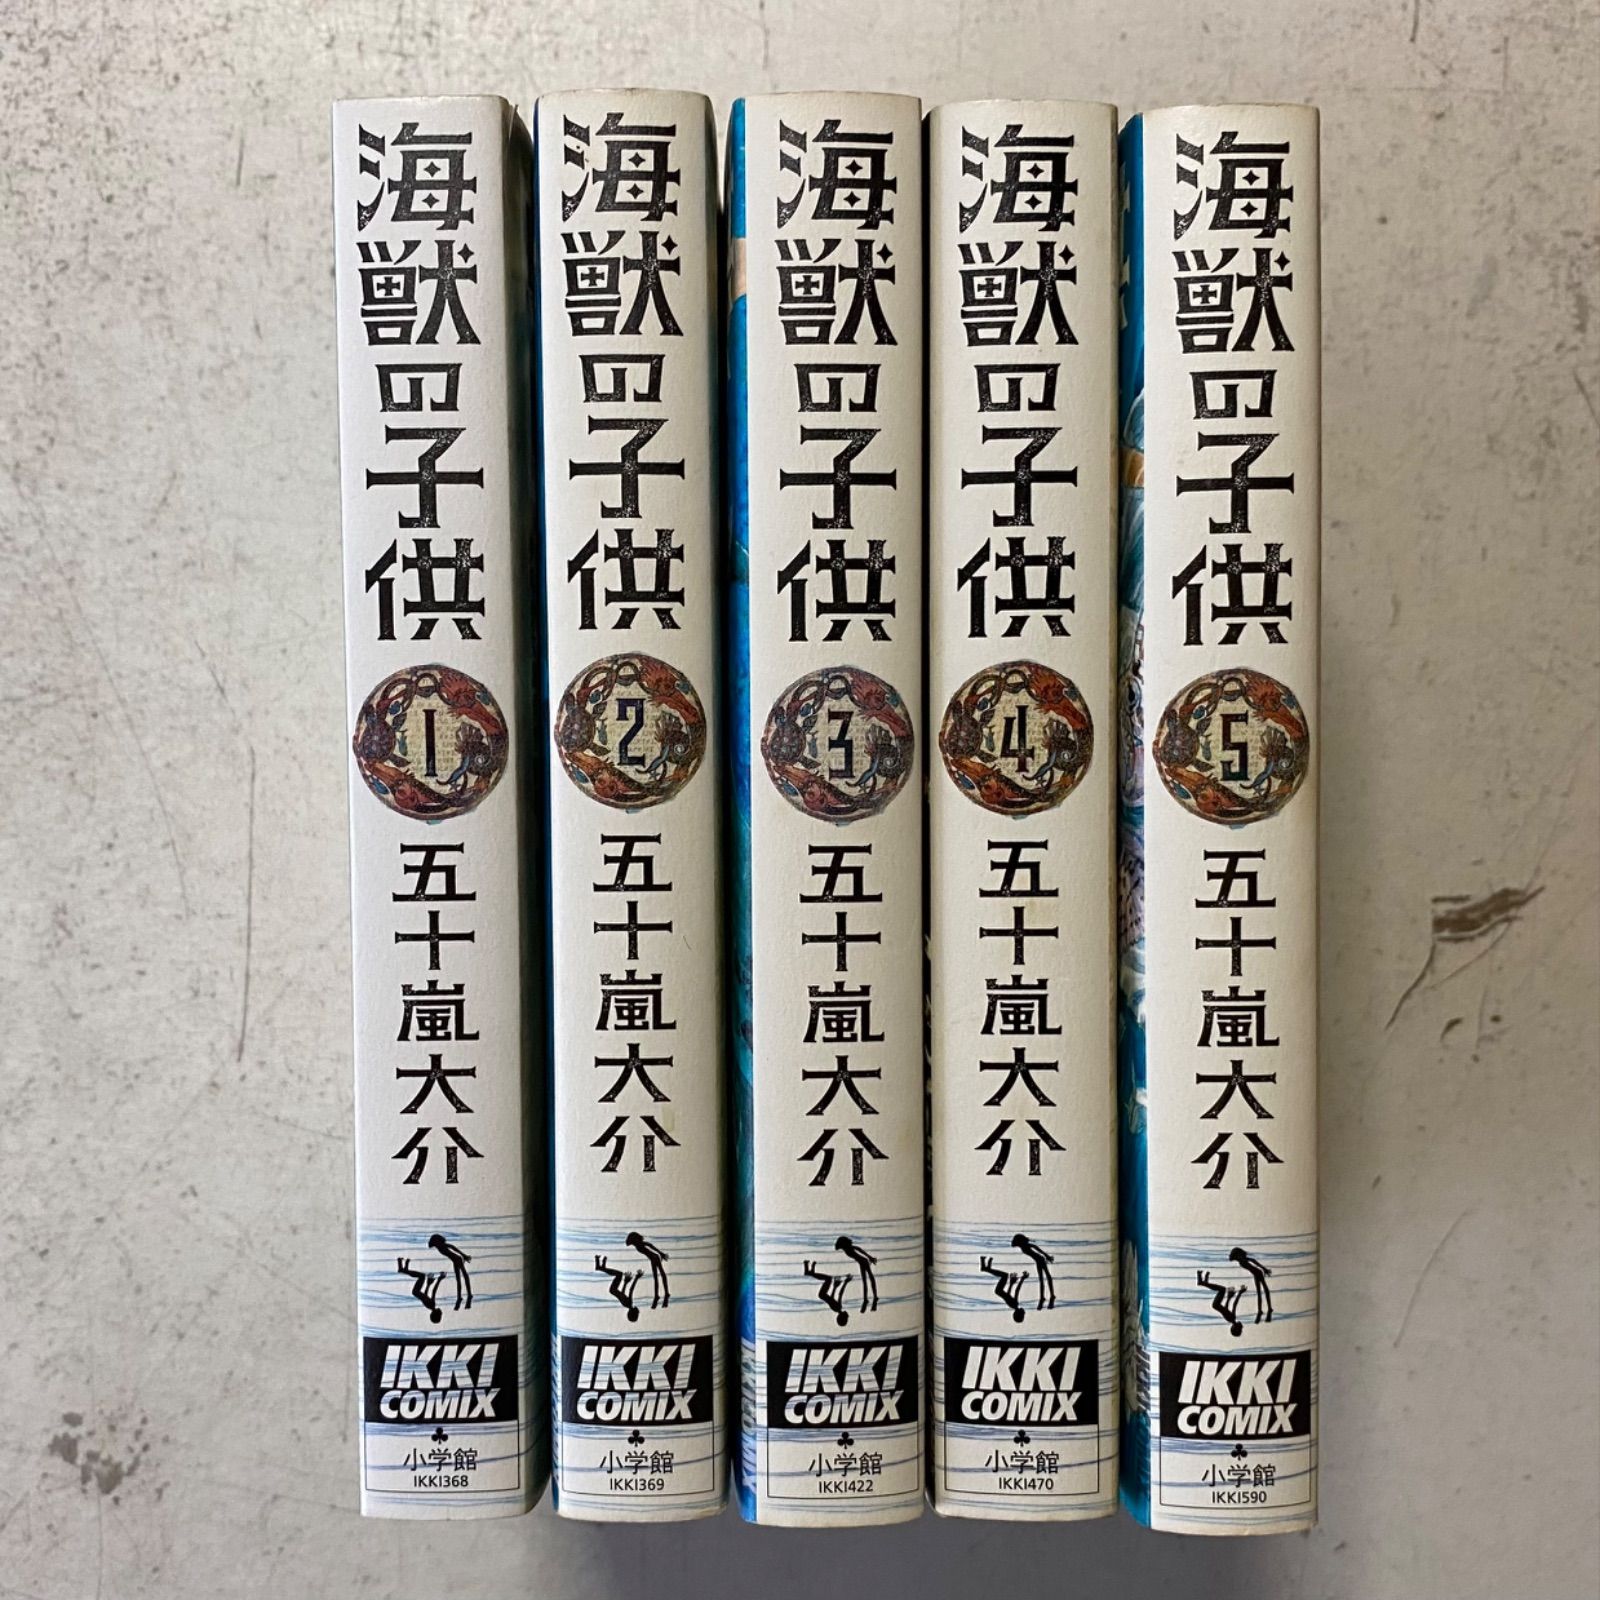 海獣の子供
1
五十嵐大介
IKKI
COMIX
小学館
IKKI368
海獣の子供
2
五十嵐大介
IKKI
COMIX
小学館
IKKI369
海獣の子供
3
五十嵐大介
IKKI
COMIX
小学館
IKKI422
海獣の子供
4
五十嵐大介
IKKI
COMIX
小学館
IKKI470
海獣の子供
5
五十嵐大介
IKKI
COMIX
小学館
IKKI590